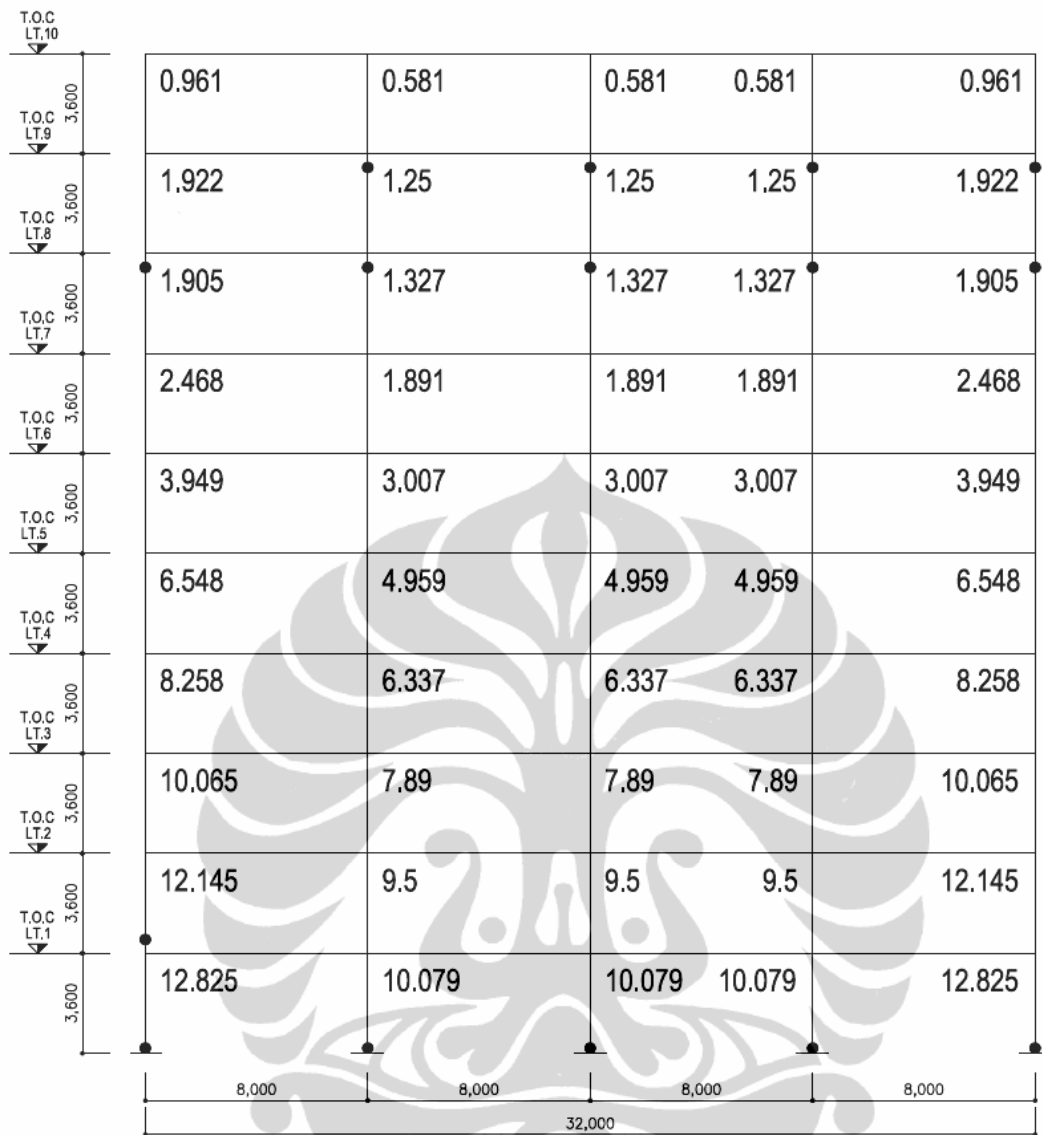 T.O.C
LT.10
0.961 0.581 0.581 0.581 0.961
3,600
T.O.C
LT.9
1.922 1.25 1.25 1.25 1.922
3,600
T.O.C
LT.8
1.905 1.327 1.327 1.327 1.905
3,600
T.O.C
LT.7
2.468 1.891 1.891 1.891 2.468
3,600
T.O.C
LT.6
3.949 3.007 3.007 3.007 3.949
3,600
T.O.C
LT.5
6.548 4.959 4.959 4.959 6.548
3,600
T.O.C
LT.4
8.258 6.337 6.337 6.337 8.258
3,600
T.O.C
LT.3
10.065 7.89 7.89 7.89 10.065
3,600
T.O.C
LT.2
12.145 9.5 9.5 9.5 12.145
3,600
T.O.C
LT.1
12.825 10.079 10.079 10.079 12.825
3,600
8,000 8,000 8,000 8,000
32,000